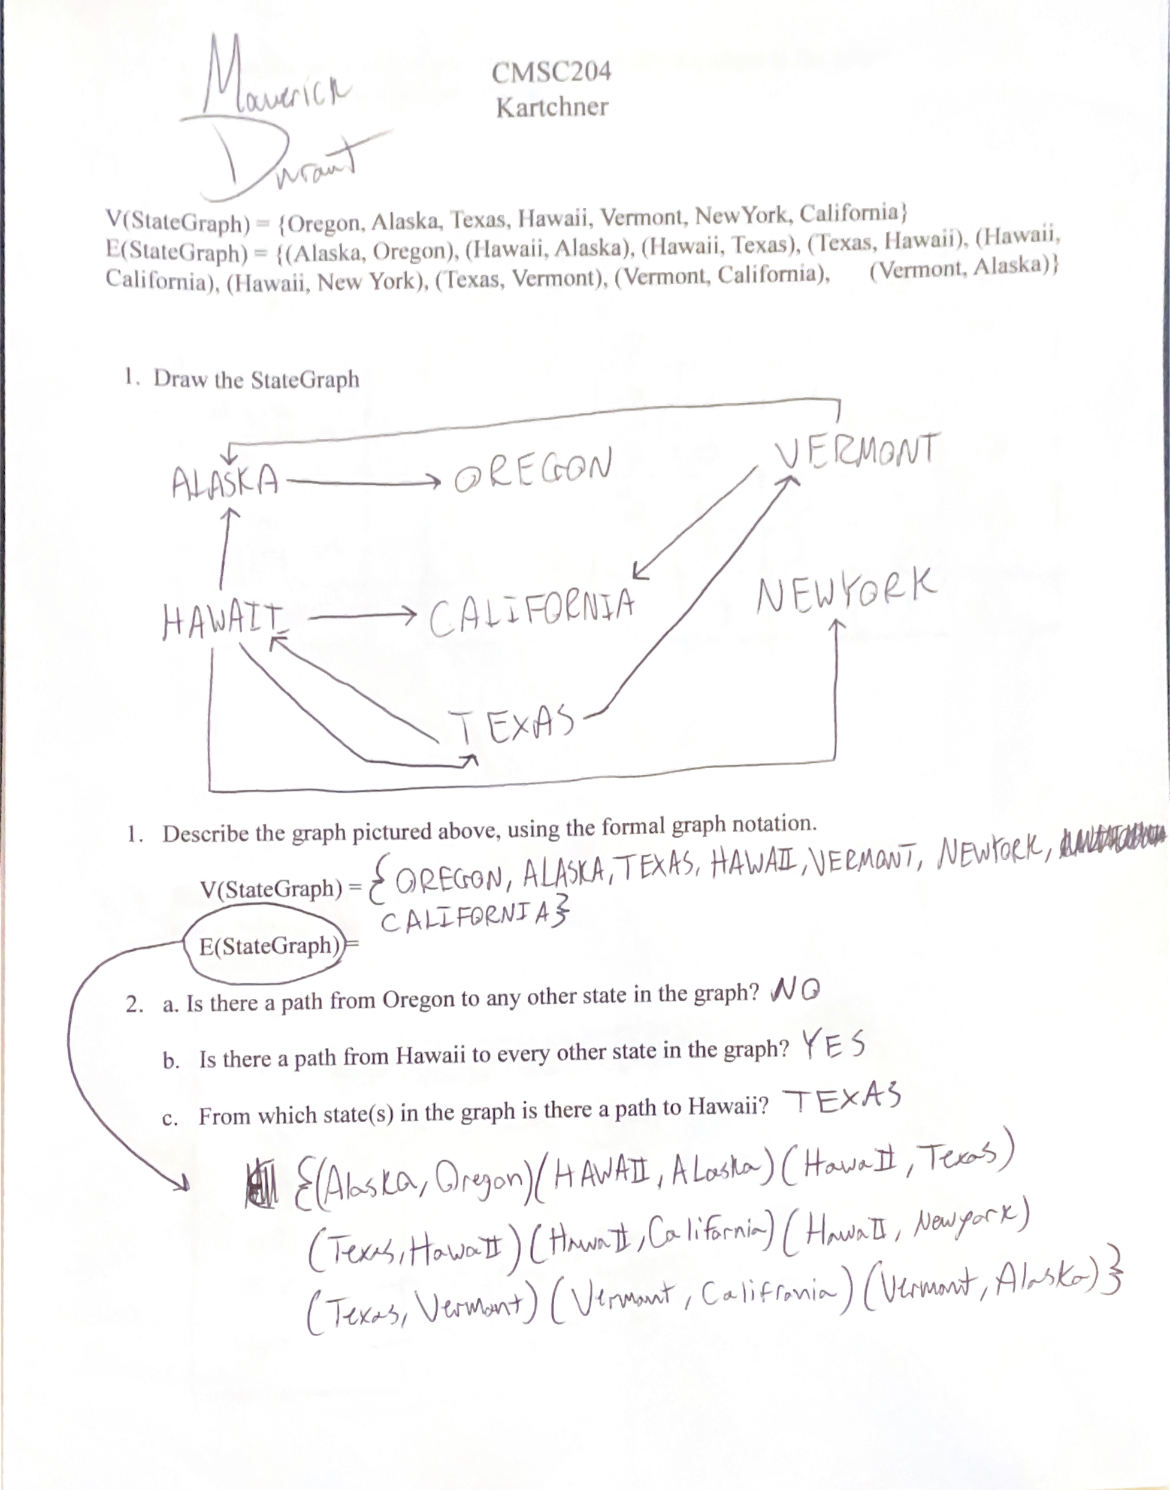 Maverick
Durant
CMSC204
Kartchner
V(StateGraph) = {Oregon, Alaska, Texas, Hawaii, Vermont, NewYork, California}
E(StateGraph) = {(Alaska, Oregon), (Hawaii, Alaska), (Hawaii, Texas), (Texas, Hawaii), (Hawaii,
California), (Hawaii, New York), (Texas, Vermont), (Vermont, California), (Vermont, Alaska)}
1. Draw the StateGraph
ALASKA OREGON VERMONT
HAWAII CALIFORNIA NEWYORK
TEXAS
1. Describe the graph pictured above, using the formal graph notation.
V(StateGraph) = { OREGON, ALASKA, TEXAS, HAWAII, VERMONT, NEWYORK,
CALIFORNIA}
E(StateGraph)=
2. a. Is there a path from Oregon to any other state in the graph? NO
b. Is there a path from Hawaii to every other state in the graph? YES
c. From which state(s) in the graph is there a path to Hawaii? TEXAS
{(Alaska, Oregon)(HAWAII, ALaska)(HawaII, Texas)
(Texas, HawaII)(HawaII, California)(HawaII, Newyork)
(Texas, Vermont)(Vermont, Califronia)(Vermont, Alaska)}